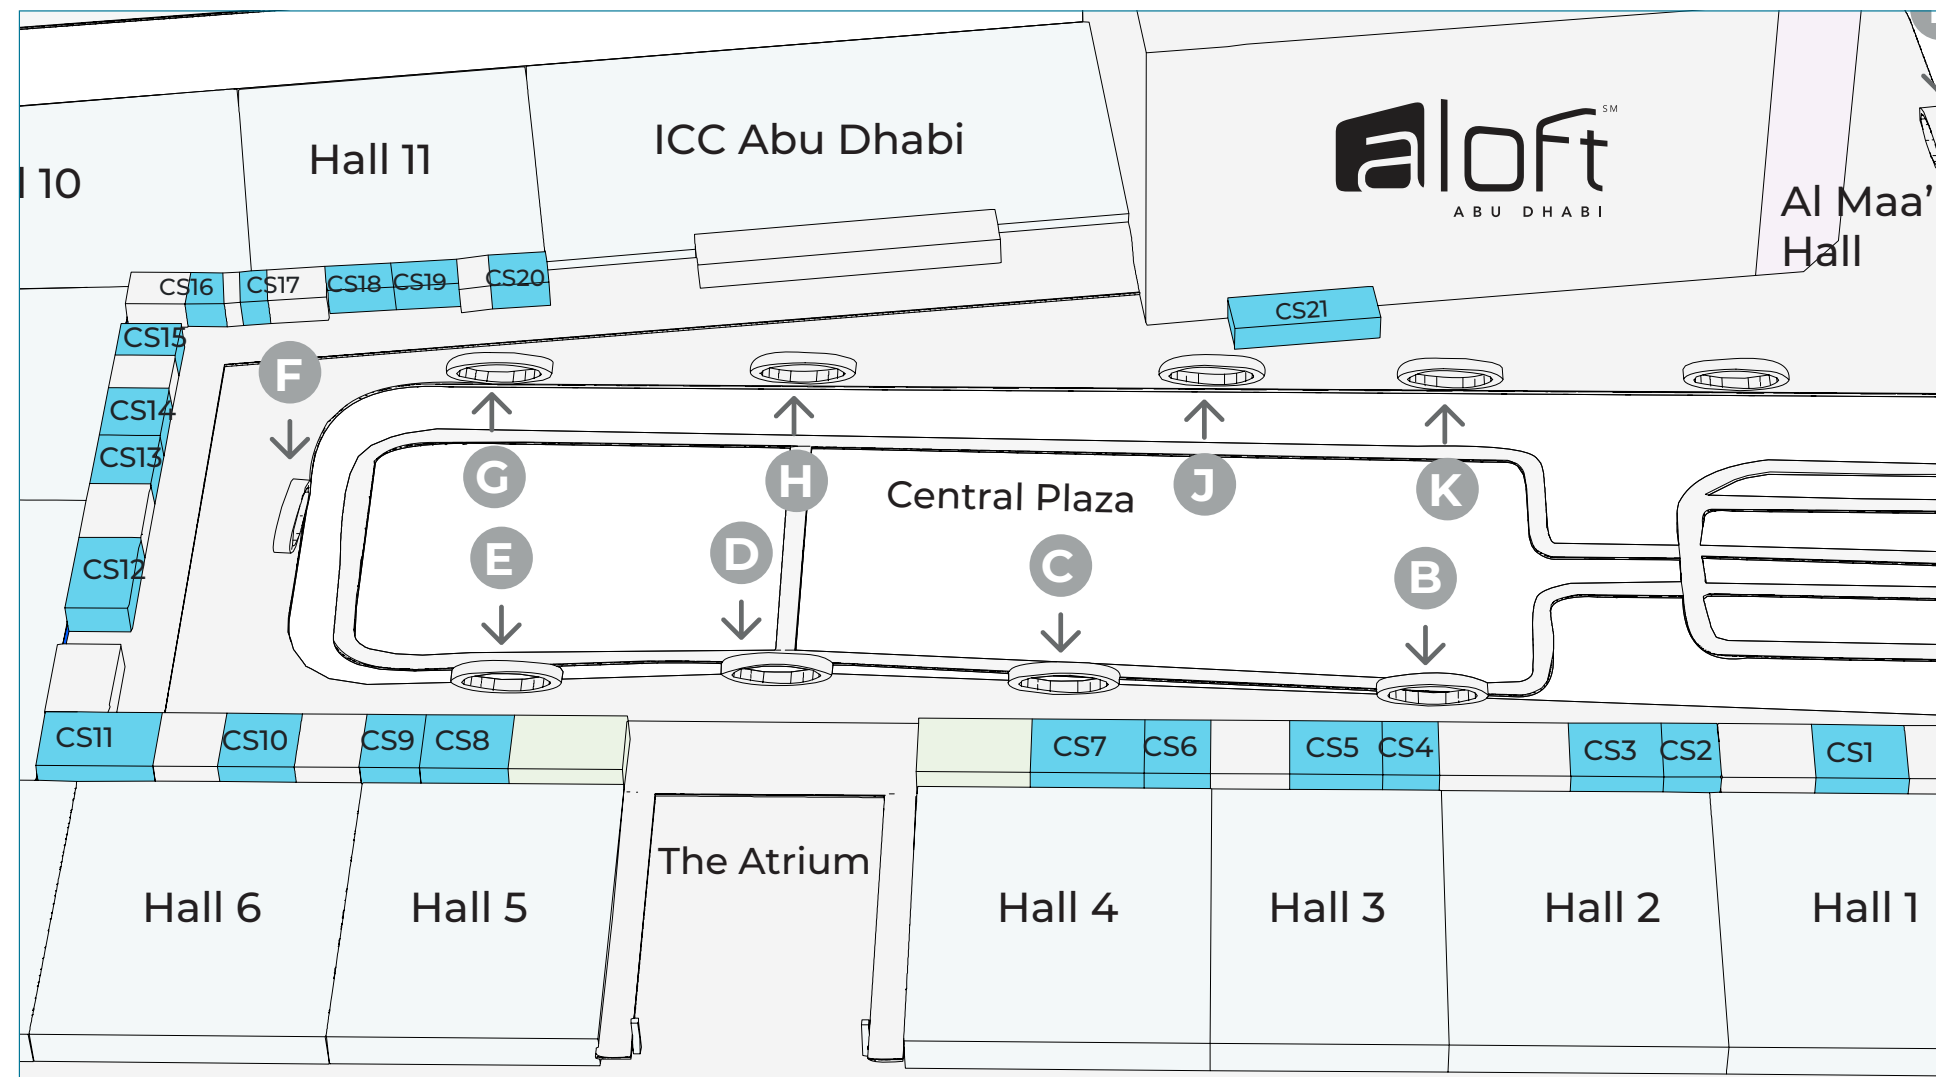 ICC Abu Dhabi
Hall 11
l 10
aloft SM
ABU DHABI
Al Maa’
Hall
CS16
CS17
CS18
CS19
CS20
CS21
CS15
F
CS14
CS13
G
H
J
K
Central Plaza
E
D
C
B
CS12
CS11
CS10
CS9
CS8
CS7
CS6
CS5
CS4
CS3
CS2
CS1
The Atrium
Hall 6
Hall 5
Hall 4
Hall 3
Hall 2
Hall 1